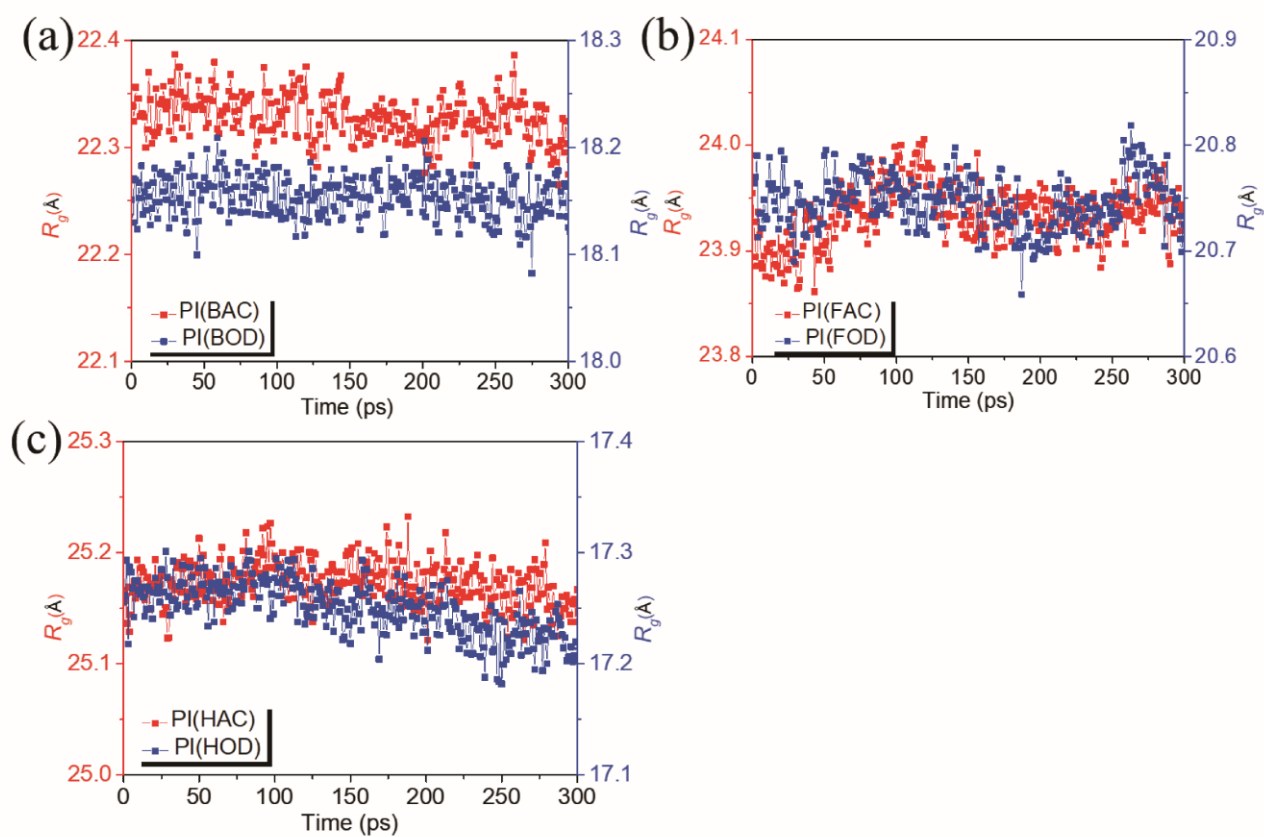 (a)
22.4
22.3
22.2
22.1
Rg(Å)
18.3
18.2
18.1
18.0
Rg(Å)
PI(BAC)
PI(BOD)
0 50 100 150 200 250 300
Time (ps)
(b)
24.1
24.0
23.9
23.8
Rg(Å)
20.9
20.8
20.7
20.6
Rg(Å)
PI(FAC)
PI(FOD)
0 50 100 150 200 250 300
Time (ps)
(c)
25.3
25.2
25.1
25.0
Rg(Å)
17.4
17.3
17.2
17.1
Rg(Å)
PI(HAC)
PI(HOD)
0 50 100 150 200 250 300
Time (ps)